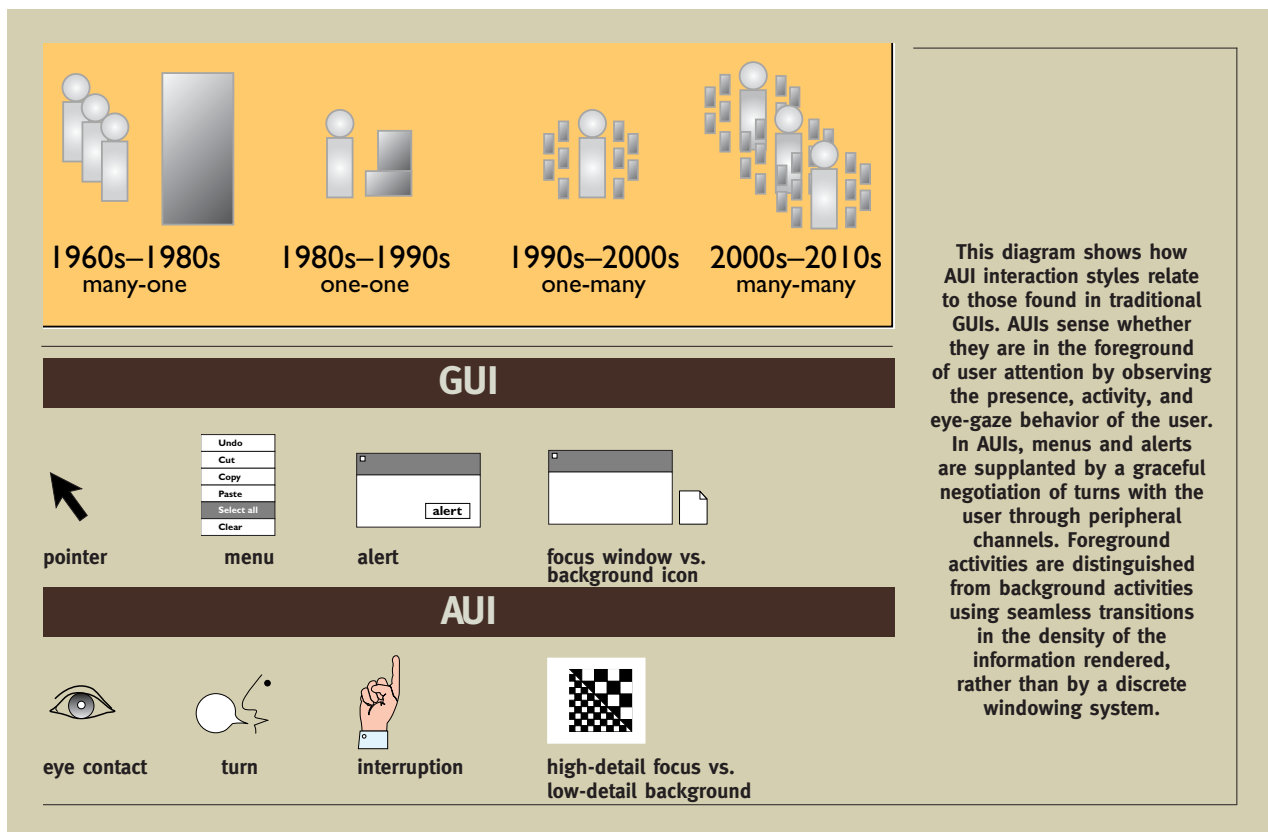 1960s–1980s
many-one
1980s–1990s
one-one
1990s–2000s
one-many
2000s–2010s
many-many
GUI
Undo
Cut
Copy
Paste
Select all
Clear
alert
pointer
menu
alert
focus window vs.
background icon
AUI
eye contact
turn
interruption
high-detail focus vs.
low-detail background
This diagram shows how
AUI interaction styles relate
to those found in traditional
GUIs. AUIs sense whether
they are in the foreground
of user attention by observing
the presence, activity, and
eye-gaze behavior of the user.
In AUIs, menus and alerts
are supplanted by a graceful
negotiation of turns with the
user through peripheral
channels. Foreground
activities are distinguished
from background activities
using seamless transitions
in the density of the
information rendered,
rather than by a discrete
windowing system.